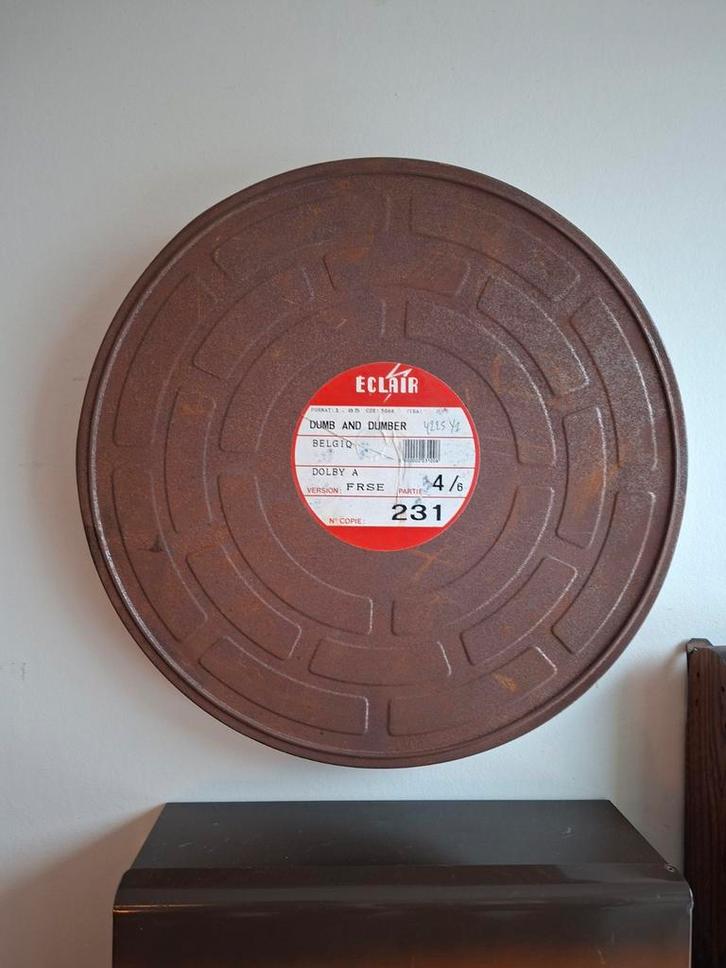 ECLAIR
DUMB AND DUMBER
BELGIQ
DOLBY A
VERSION: FRSE PARTIE 4/6
N° COPIE: 231